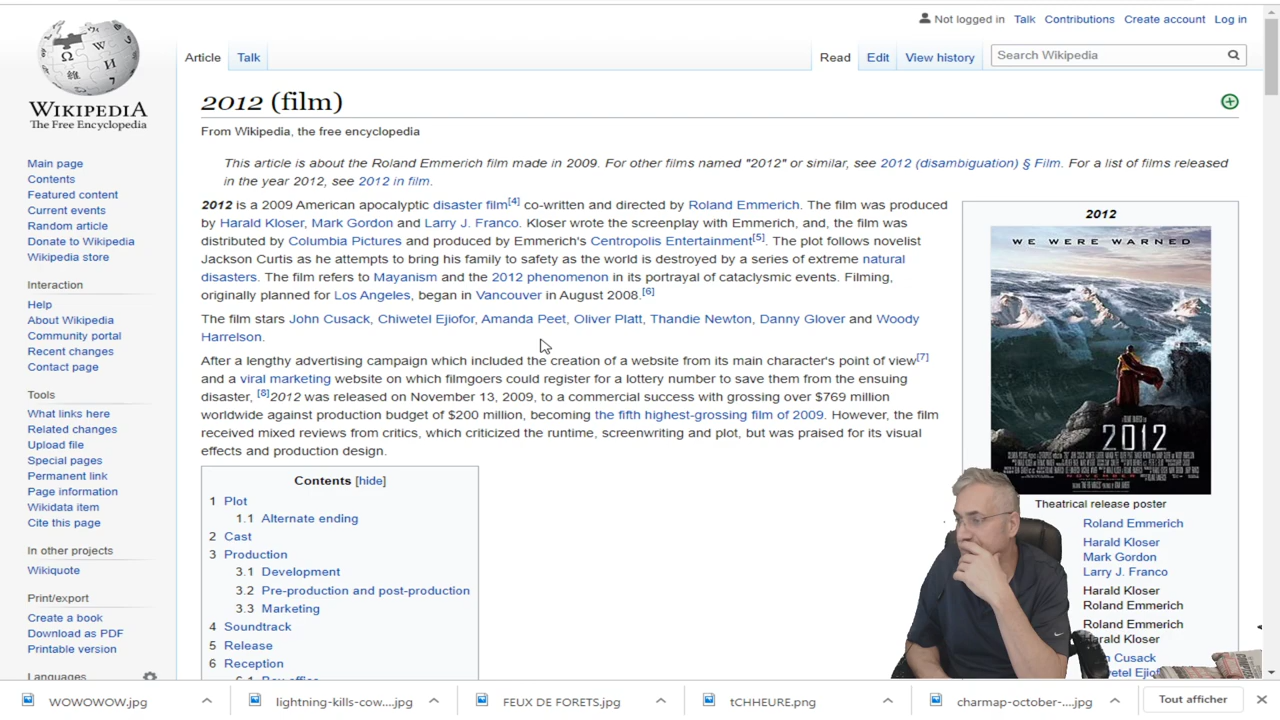 Not logged in Talk Contributions Create account Log in
Article Talk Read Edit View history Search Wikipedia
WIKIPEDIA
The Free Encyclopedia
Main page
Contents
Featured content
Current events
Random article
Donate to Wikipedia
Wikipedia store
Interaction
Help
About Wikipedia
Community portal
Recent changes
Contact page
Tools
What links here
Related changes
Upload file
Special pages
Permanent link
Page information
Wikidata item
Cite this page
In other projects
Wikiquote
Print/export
Create a book
Download as PDF
Printable version
Languages
2012 (film)
From Wikipedia, the free encyclopedia
This article is about the Roland Emmerich film made in 2009. For other films named "2012" or similar, see 2012 (disambiguation) § Film. For a list of films released
in the year 2012, see 2012 in film.
2012 is a 2009 American apocalyptic disaster film[4] co-written and directed by Roland Emmerich. The film was produced
by Harald Kloser, Mark Gordon and Larry J. Franco. Kloser wrote the screenplay with Emmerich, and, the film was
distributed by Columbia Pictures and produced by Emmerich's Centropolis Entertainment[5]. The plot follows novelist
Jackson Curtis as he attempts to bring his family to safety as the world is destroyed by a series of extreme natural
disasters. The film refers to Mayanism and the 2012 phenomenon in its portrayal of cataclysmic events. Filming,
originally planned for Los Angeles, began in Vancouver in August 2008.[6]
The film stars John Cusack, Chiwetel Ejiofor, Amanda Peet, Oliver Platt, Thandie Newton, Danny Glover and Woody
Harrelson.
After a lengthy advertising campaign which included the creation of a website from its main character's point of view[7]
and a viral marketing website on which filmgoers could register for a lottery number to save them from the ensuing
disaster, [8]2012 was released on November 13, 2009, to a commercial success with grossing over $769 million
worldwide against production budget of $200 million, becoming the fifth highest-grossing film of 2009. However, the film
received mixed reviews from critics, which criticized the runtime, screenwriting and plot, but was praised for its visual
effects and production design.
Contents [hide]
1 Plot
1.1 Alternate ending
2 Cast
3 Production
3.1 Development
3.2 Pre-production and post-production
3.3 Marketing
4 Soundtrack
5 Release
6 Reception
2012
WE WERE WARNED
2012
Theatrical release poster
Roland Emmerich
Harald Kloser
Mark Gordon
Larry J. Franco
Harald Kloser
Roland Emmerich
Roland Emmerich
Harald Kloser
Cusack
Ejiofor
WOWOWOW.jpg lightning-kills-cow....jpg FEUX DE FORETS.jpg tCHHEURE.png charmap-october-....jpg Tout afficher